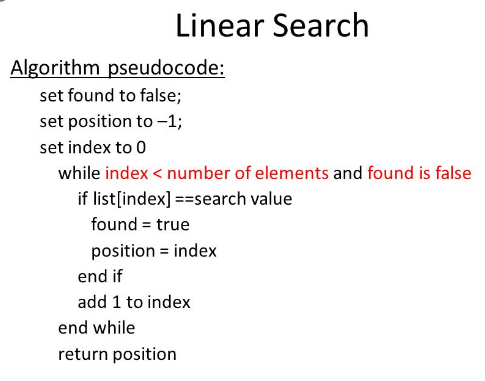 Linear Search
Algorithm pseudocode:
set found to false;
set position to –1;
set index to 0
while index < number of elements and found is false
if list[index] ==search value
found = true
position = index
end if
add 1 to index
end while
return position